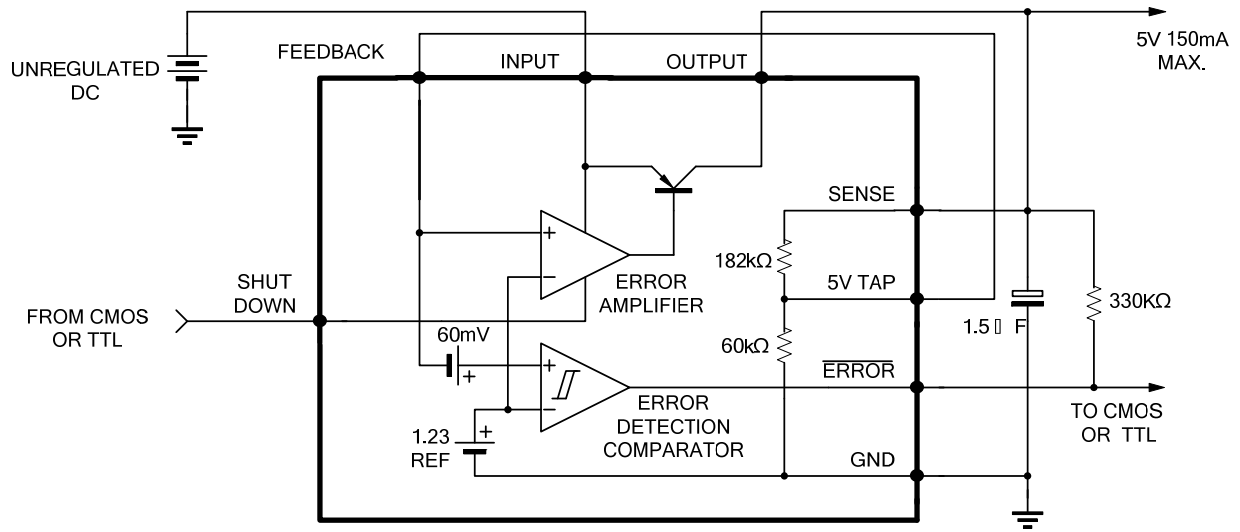 5V 150mA
MAX.
FEEDBACK
INPUT
OUTPUT
UNREGULATED
DC
SENSE
182kΩ
5V TAP
330KΩ
1.5▯ F
SHUT
DOWN
ERROR
AMPLIFIER
FROM CMOS
OR TTL
60mV
60kΩ
ERROR
ERROR
DETECTION
COMPARATOR
TO CMOS
OR TTL
1.23
REF
GND
+
−
+
+
−
+